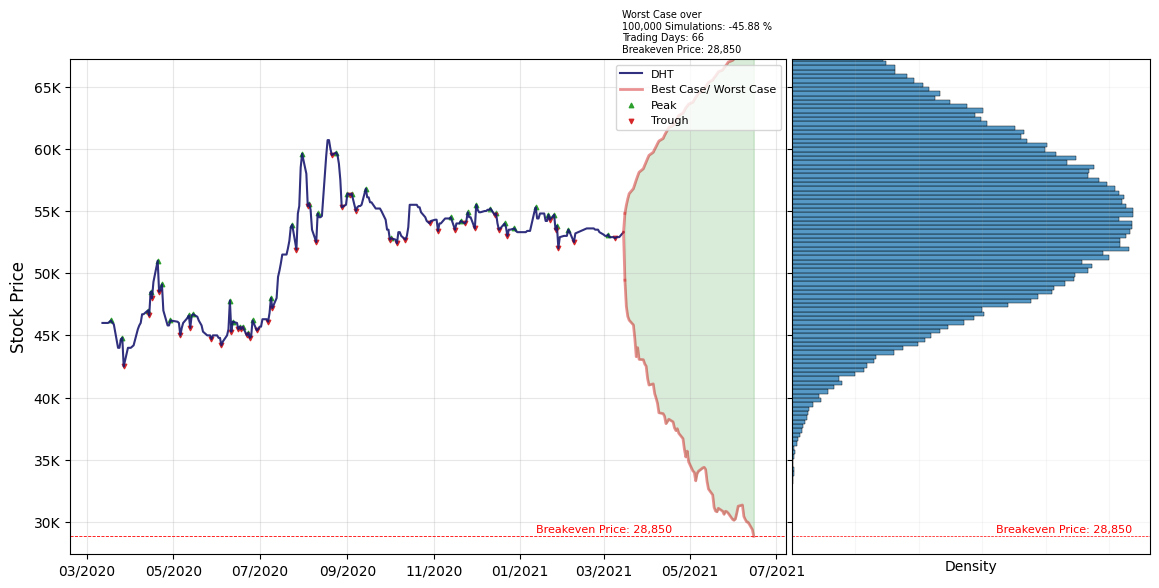 Worst Case over
100,000 Simulations: -45.88 %
Trading Days: 66
Breakeven Price: 28,850
DHT
Best Case/ Worst Case
Peak
Trough
65K
60K
55K
50K
45K
40K
35K
30K
Stock Price
Breakeven Price: 28,850
Breakeven Price: 28,850
03/2020
05/2020
07/2020
09/2020
11/2020
01/2021
03/2021
05/2021
07/2021
Density